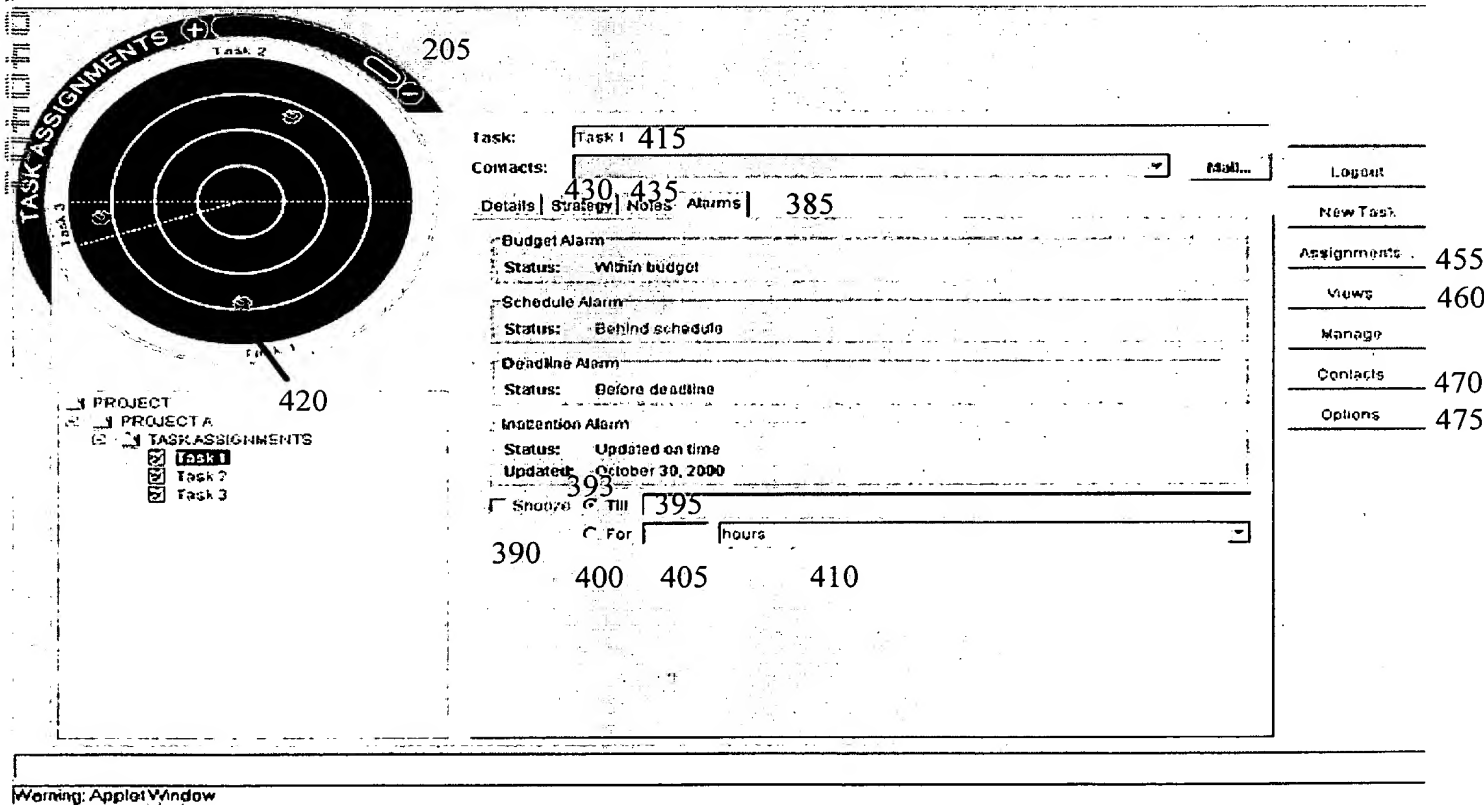 TASK ASSIGNMENTS
Task 2
205
Task 3
Task 1
420
PROJECT
PROJECT A
TASK ASSIGNMENTS
Task 1
Task 2
Task 3
Task: Task 1 415
Contacts: Mail...
430 435
Details Strategy Notes Alarms 385
Budget Alarm
Status: Within budget
Schedule Alarm
Status: Behind schedule
Deadline Alarm
Status: Before deadline
Inattention Alarm
Status: Updated on time
Updated: October 30, 2000
393
Snooze Till 395
For hours
390
400 405 410
Logout
New Task
Assignments 455
Views 460
Manage
Contacts 470
Options 475
Warning: Applet Window